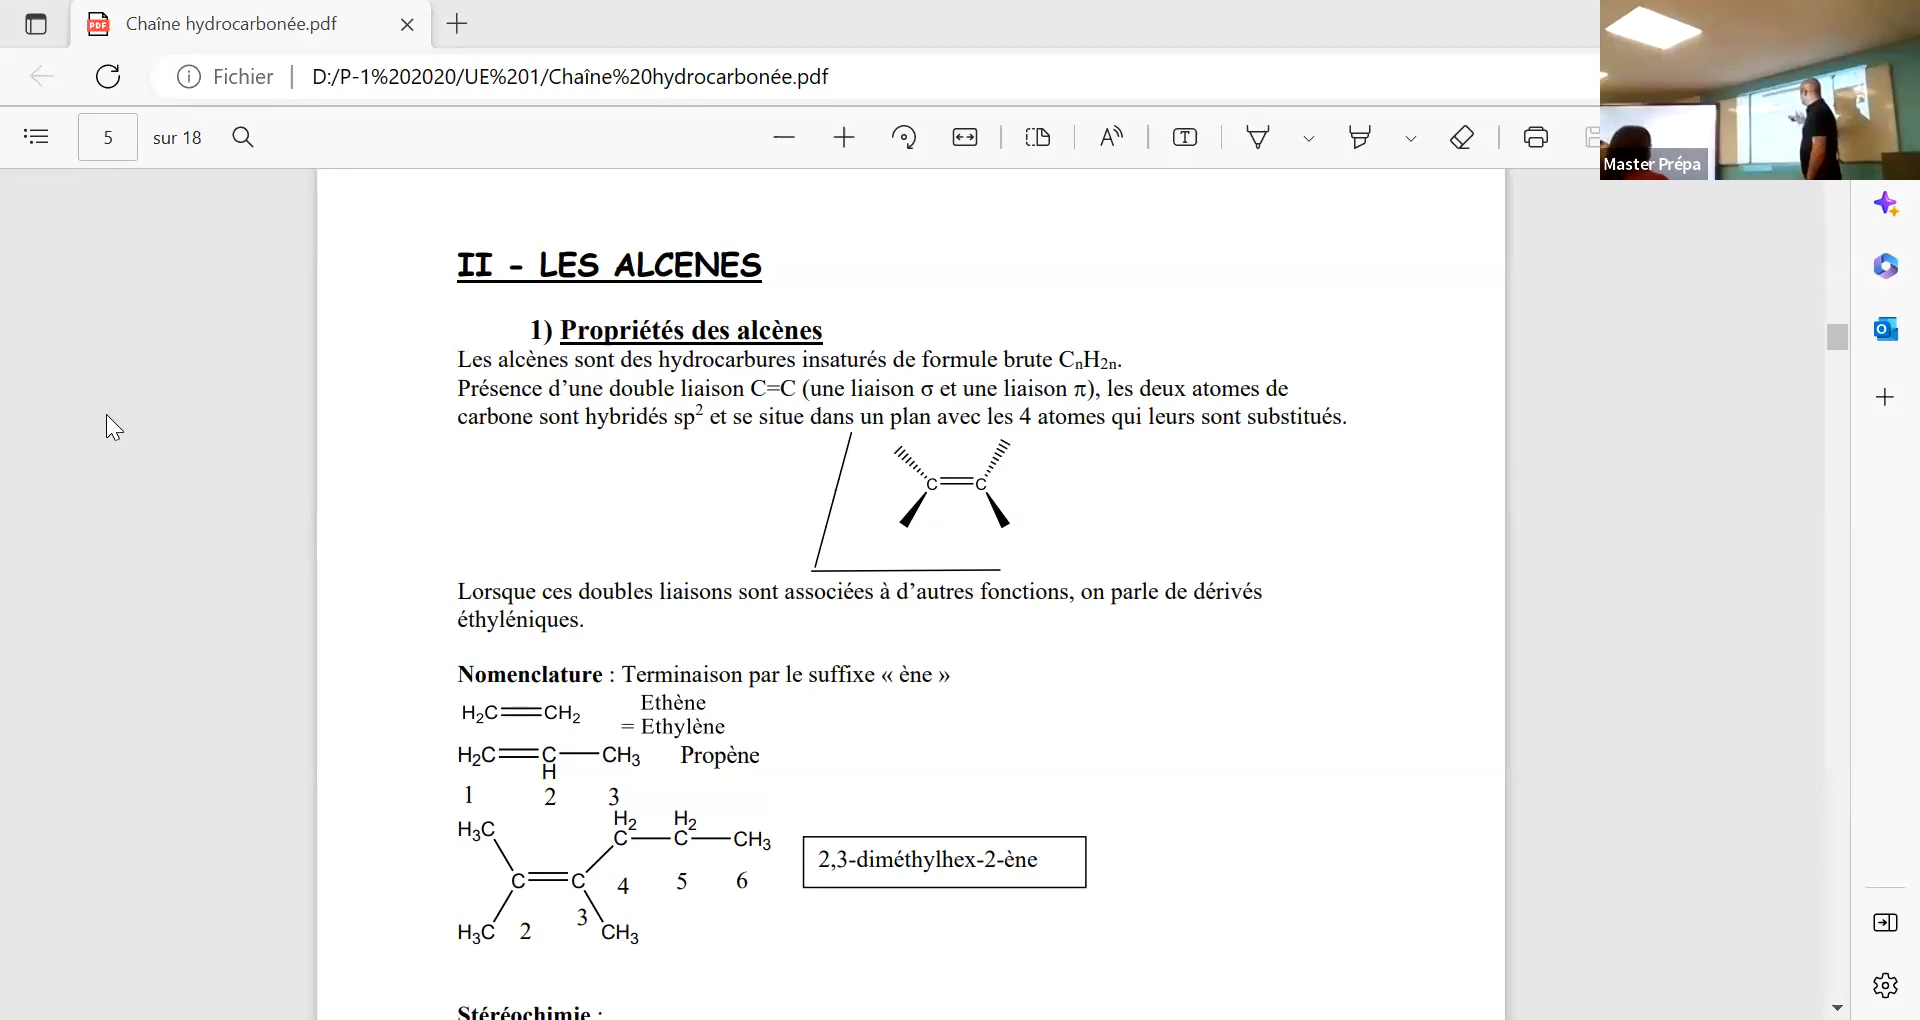 Chaîne hydrocarbonée.pdf
Fichier D:/P-1%202020/UE%201/Chaîne%20hydrocarbonée.pdf
5 sur 18
Master Prépa
II - LES ALCENES
1) Propriétés des alcènes
Les alcènes sont des hydrocarbures insaturés de formule brute CnH2n.
Présence d’une double liaison C=C (une liaison σ et une liaison π), les deux atomes de
carbone sont hybridés sp² et se situe dans un plan avec les 4 atomes qui leurs sont substitués.
C C
Lorsque ces doubles liaisons sont associées à d’autres fonctions, on parle de dérivés
éthyléniques.
Nomenclature : Terminaison par le suffixe « ène »
H2C CH2 Ethène
= Ethylène
H2C C CH3 Propène
H
1 2 3
H2 H2
H3C C C CH3
2,3-diméthylhex-2-ène
C C 4 5 6
3
H3C 2 CH3
Stéréochimie :